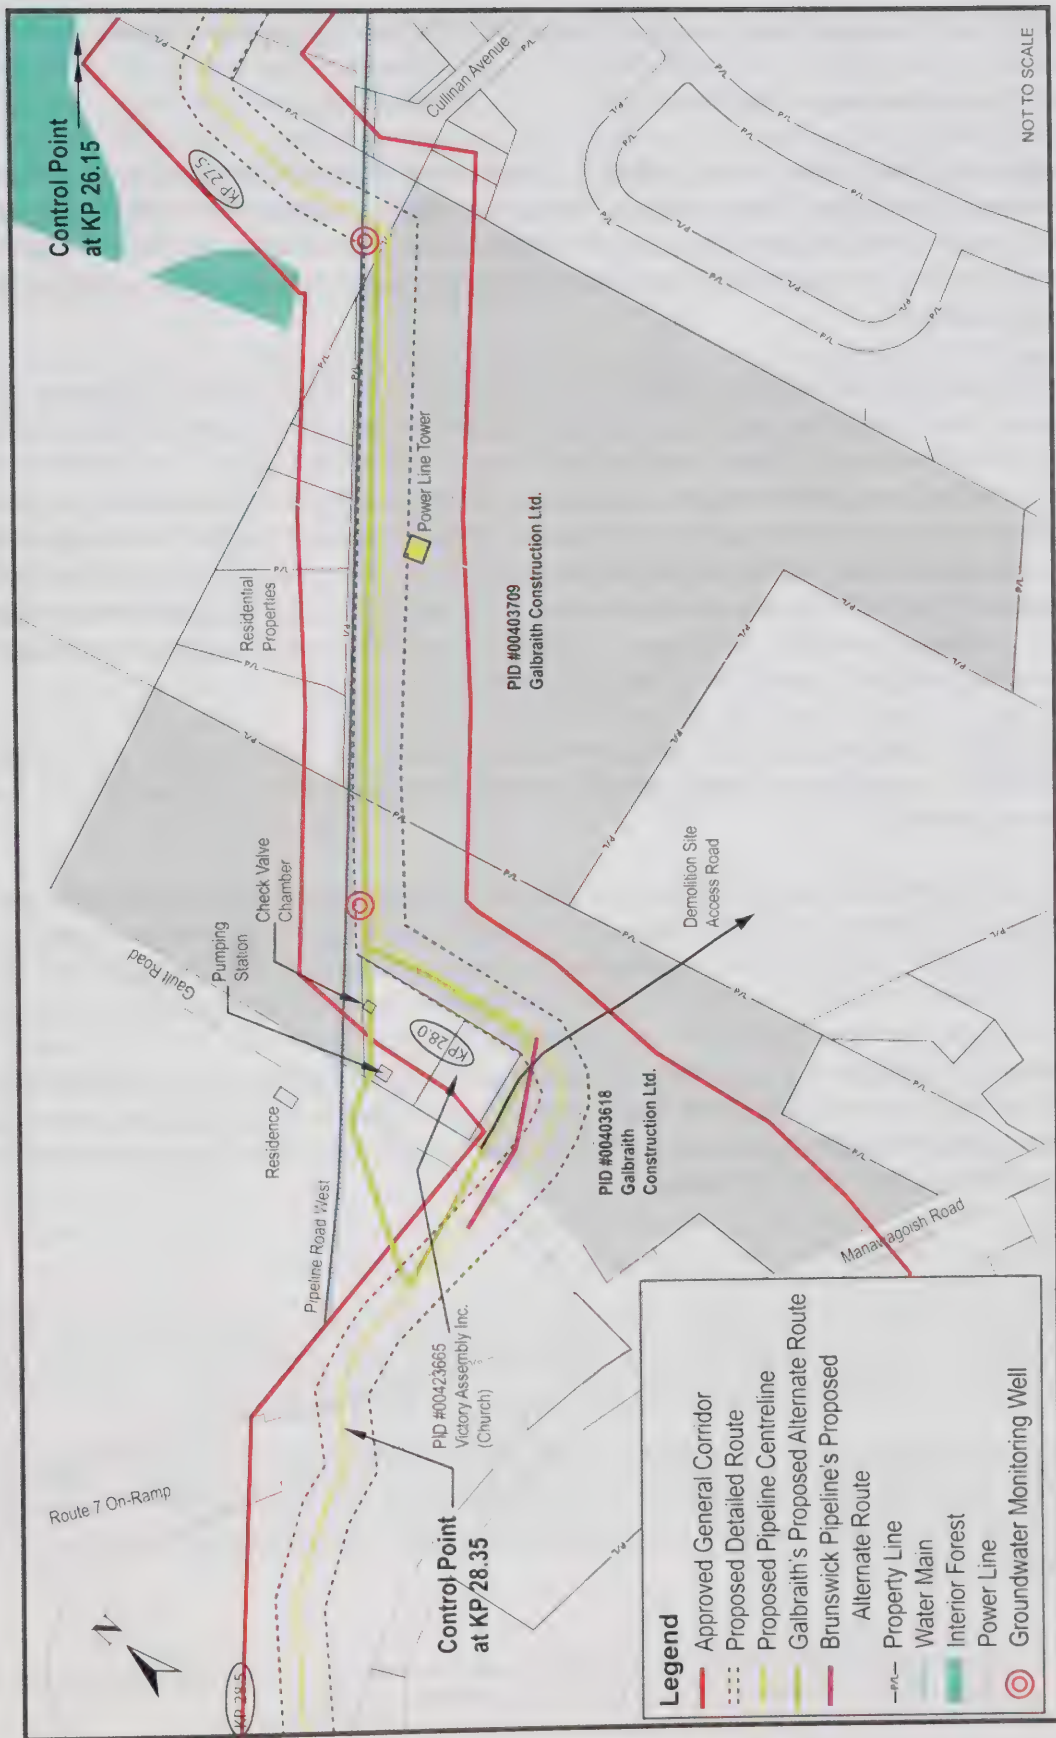 Control Point
at KP 26.15
KP 27.5
Cullinan Avenue
NOT TO SCALE
P/L
Power Line Tower
Residential
Properties
PID #00403709
Galbraith Construction Ltd.
Check Valve
Chamber
Pumping
Station
Gault Road
Demolition Site
Access Road
KP 28.0
Residence
PID #00403618
Galbraith
Construction Ltd.
Pipeline Road West
Manawagoish Road
PID #00423665
Victory Assembly Inc.
(Church)
Route 7 On-Ramp
Control Point
at KP 28.35
N
KP 28.5
Legend
Approved General Corridor
Proposed Detailed Route
Proposed Pipeline Centreline
Galbraith's Proposed Alternate Route
Brunswick Pipeline's Proposed
Alternate Route
P/L Property Line
Water Main
Interior Forest
Power Line
Groundwater Monitoring Well